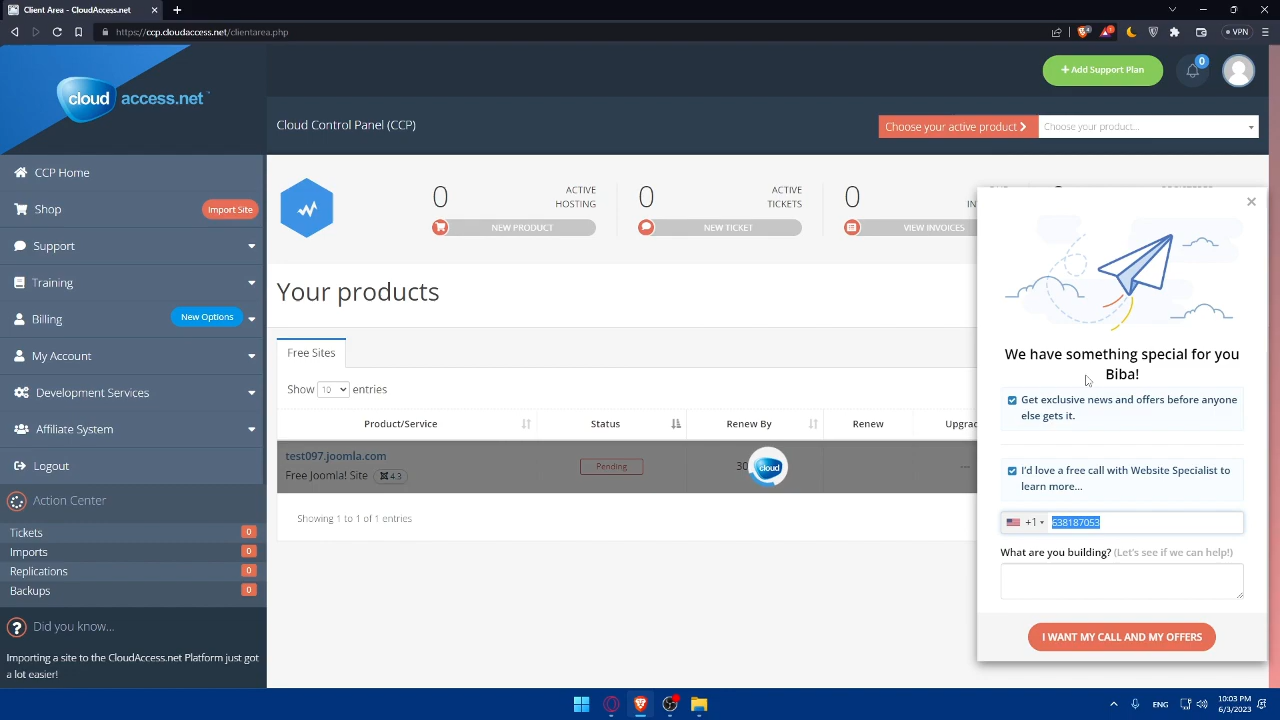 Client Area - CloudAccess.net
https://ccp.cloudaccess.net/clientarea.php
VPN
cloud access.net
+ Add Support Plan
0
Cloud Control Panel (CCP)
Choose your active product
Choose your product...
CCP Home
Shop
Import Site
Support
Training
Billing
New Options
My Account
Development Services
Affiliate System
Logout
Action Center
Tickets 0
Imports 0
Replications 0
Backups 0
Did you know...
Importing a site to the CloudAccess.net Platform just got
a lot easier!
0 ACTIVE
HOSTING
NEW PRODUCT
0 ACTIVE
TICKETS
NEW TICKET
0
VIEW INVOICES
Your products
Free Sites
Show 10 entries
Product/Service Status Renew By Renew Upgrad
test097.joomla.com
Free Joomla! Site 4.3
Pending
30
cloud
---
Showing 1 to 1 of 1 entries
We have something special for you
Biba!
Get exclusive news and offers before anyone
else gets it.
I'd love a free call with Website Specialist to
learn more...
+1 638187053
What are you building? (Let's see if we can help!)
I WANT MY CALL AND MY OFFERS
ENG
10:03 PM
6/3/2023